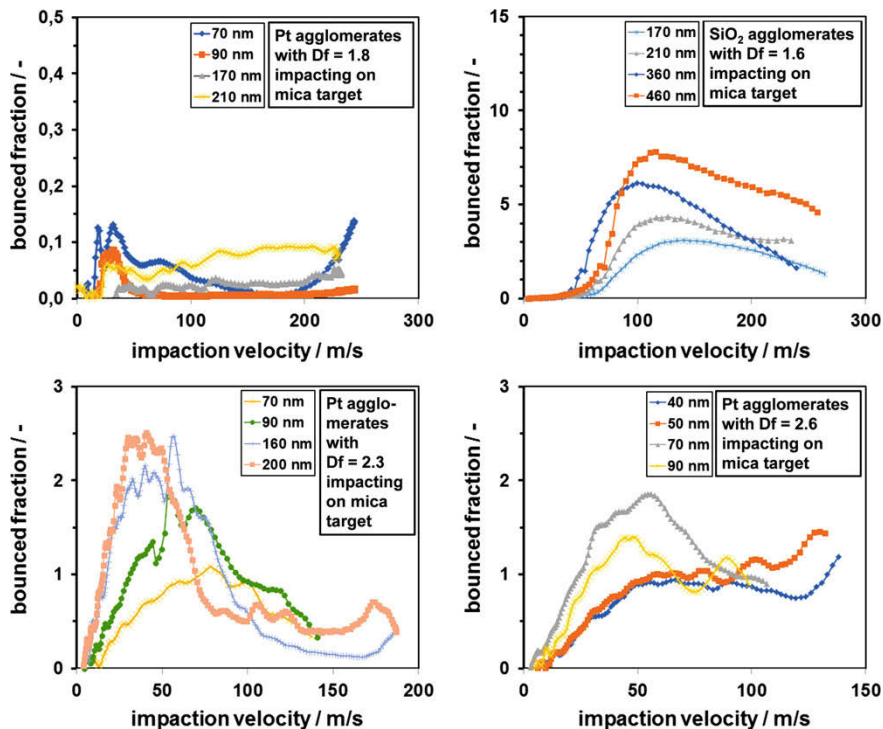 0,5
0,4
0,3
0,2
0,1
0,0
bounced fraction / -
70 nm
90 nm
170 nm
210 nm
Pt agglomerates
with Df = 1.8
impacting on
mica target
0
100
200
300
impaction velocity / m/s
15
10
5
0
bounced fraction / -
170 nm
210 nm
360 nm
460 nm
SiO₂ agglomerates
with Df = 1.6
impacting on
mica target
0
100
200
300
impaction velocity / m/s
3
2
1
0
bounced fraction / -
70 nm
90 nm
160 nm
200 nm
Pt agglo-
merates
with
Df = 2.3
impacting
on mica
target
0
50
100
150
200
impaction velocity / m/s
3
2
1
0
bounced fraction / -
40 nm
50 nm
70 nm
90 nm
Pt agglomerates
with Df = 2.6
impacting on
mica target
0
50
100
150
impaction velocity / m/s